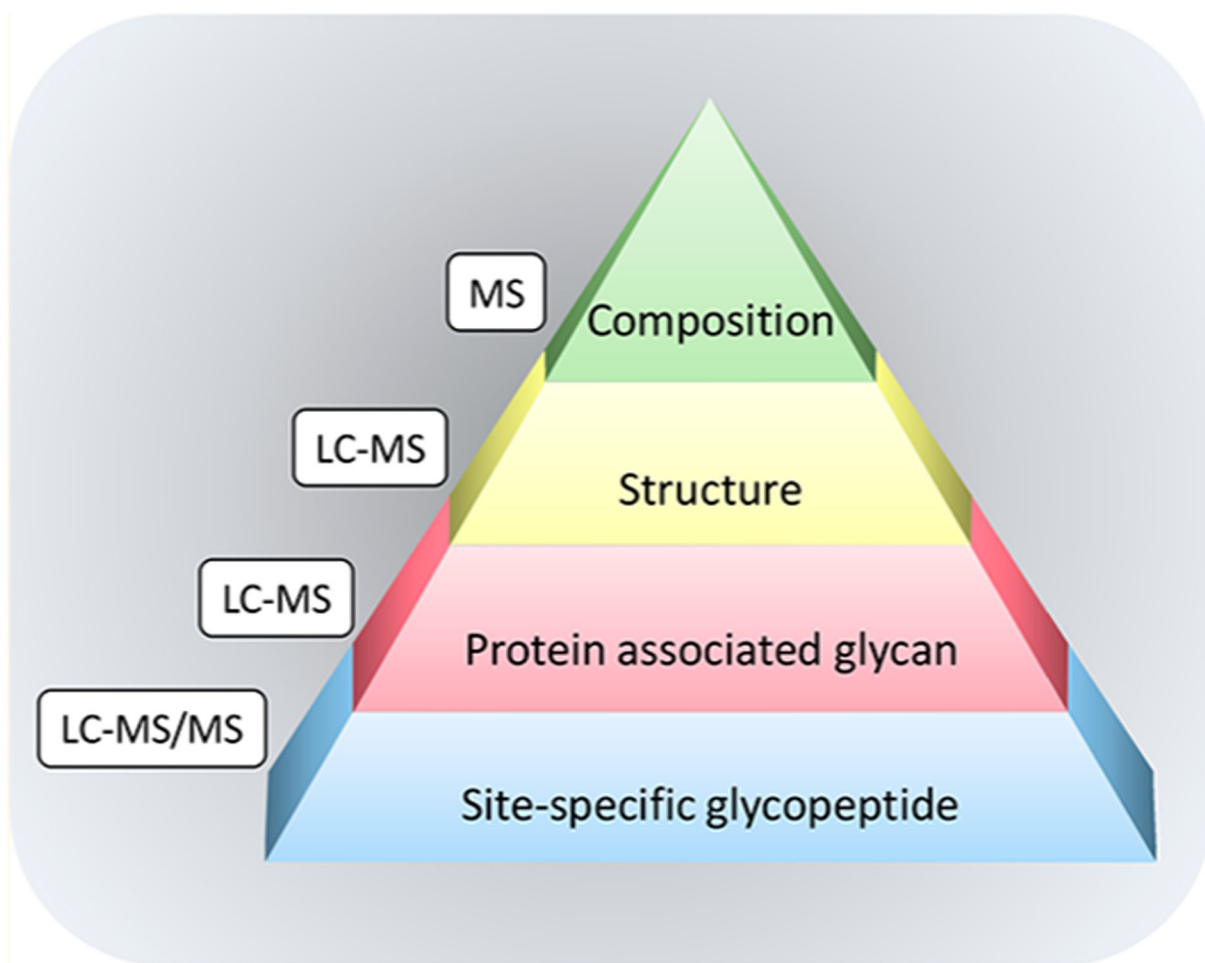 MS
Composition
LC-MS
Structure
LC-MS
Protein associated glycan
LC-MS/MS
Site-specific glycopeptide